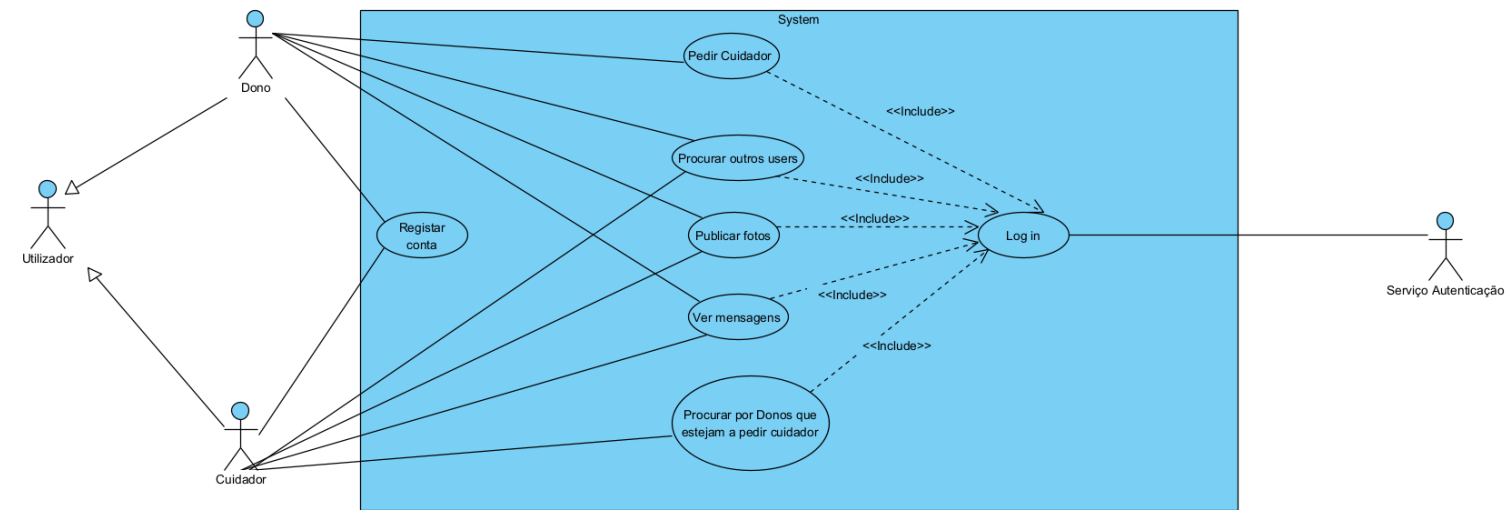 System
Dono
Pedir Cuidador
<<Include>>
Procurar outros users
<<Include>>
Utilizador
Registar
conta
Publicar fotos
<<Include>>
Log in
Serviço Autenticação
Ver mensagens
<<Include>>
<<Include>>
Procurar por Donos que
estejam a pedir cuidador
Cuidador